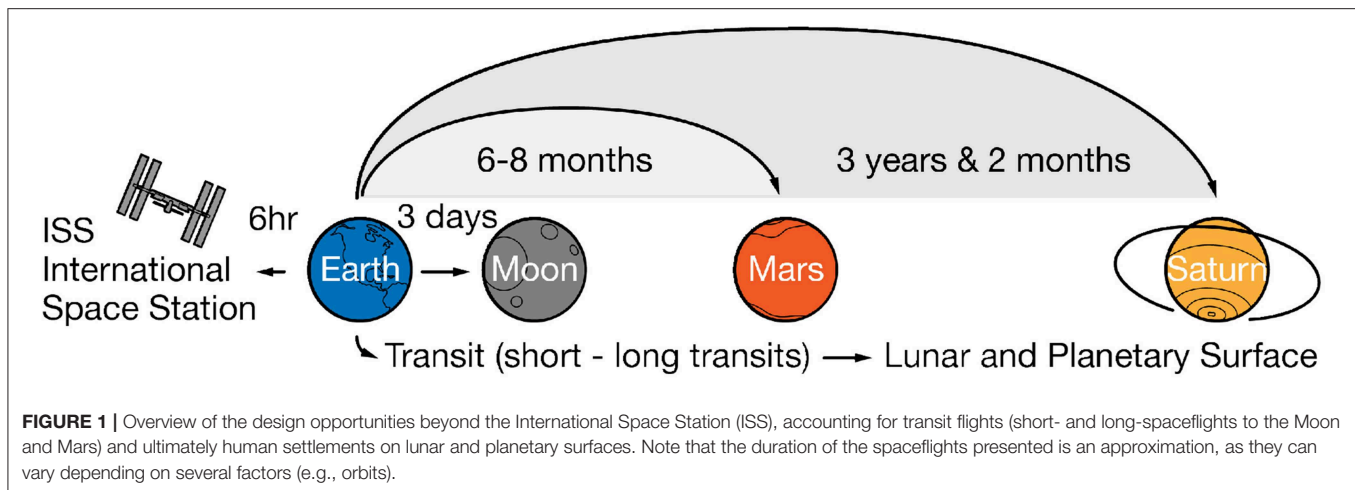 6-8 months
3 years & 2 months
ISS
International
Space Station
6hr
3 days
Earth
Moon
Mars
Saturn
Transit (short - long transits)
Lunar and Planetary Surface
FIGURE 1 | Overview of the design opportunities beyond the International Space Station (ISS), accounting for transit flights (short- and long-spaceflights to the Moon
and Mars) and ultimately human settlements on lunar and planetary surfaces. Note that the duration of the spaceflights presented is an approximation, as they can
vary depending on several factors (e.g., orbits).